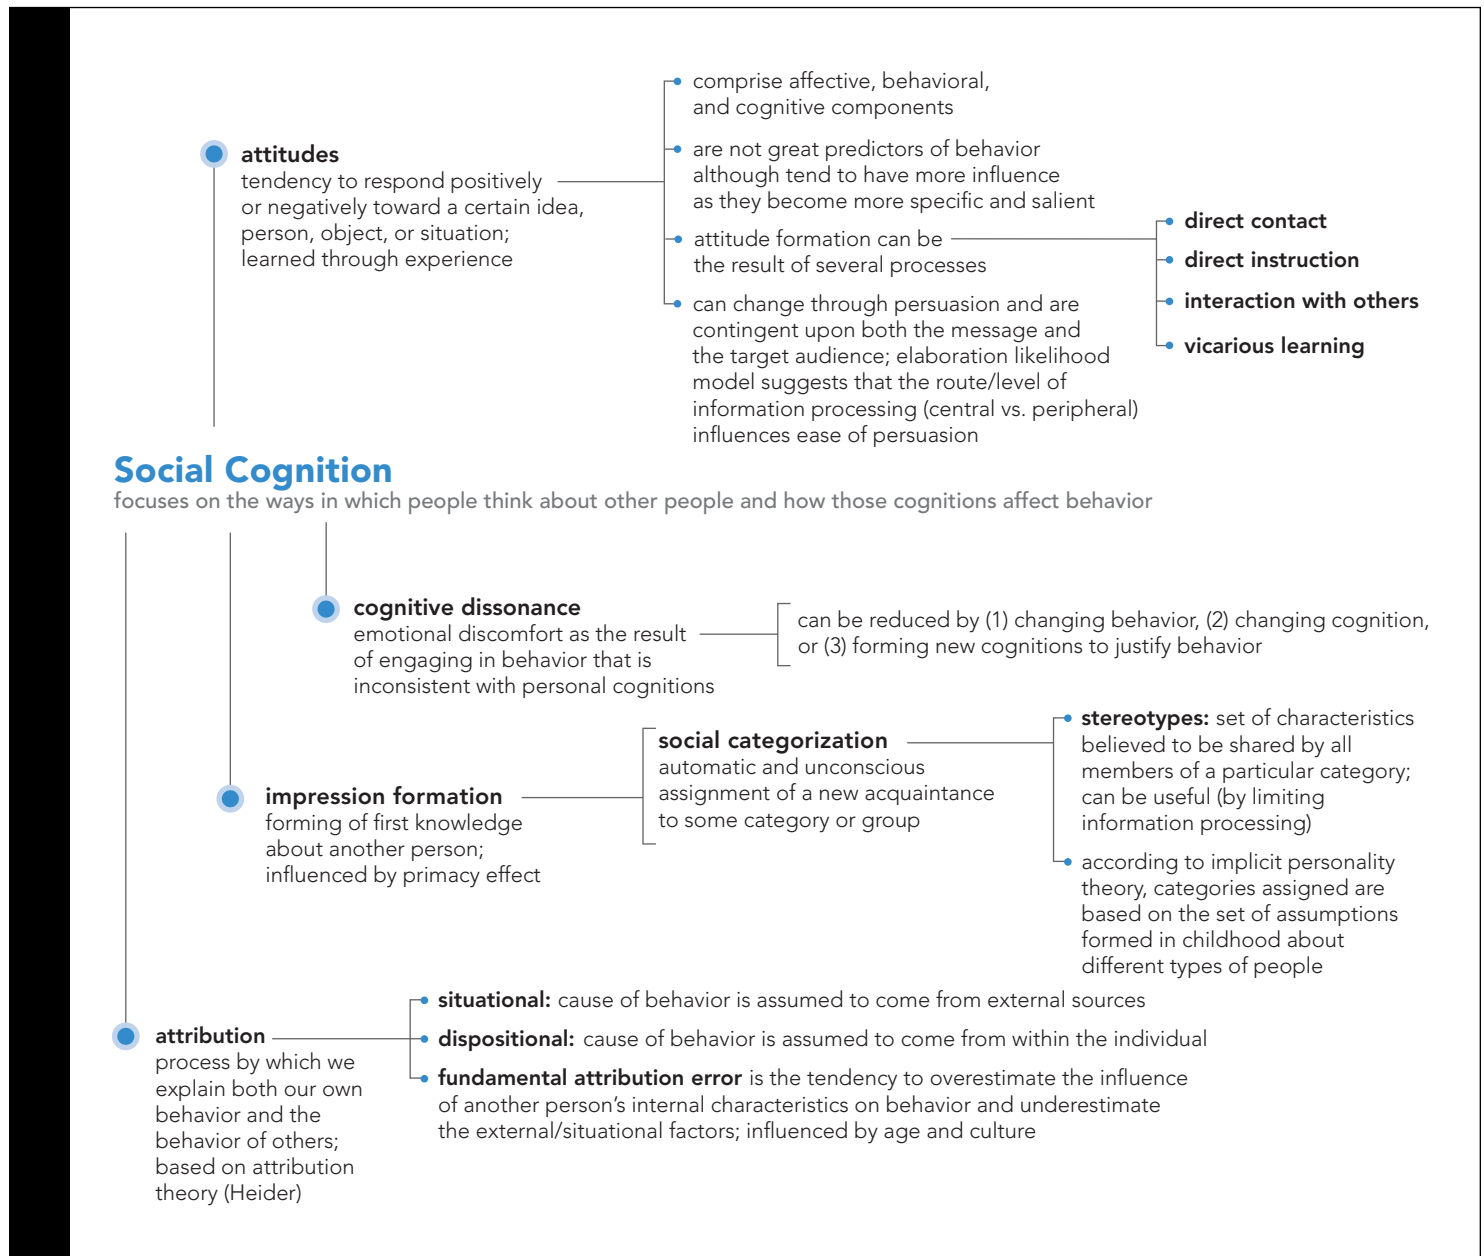 attitudes
tendency to respond positively
or negatively toward a certain idea,
person, object, or situation;
learned through experience
comprise affective, behavioral,
and cognitive components
are not great predictors of behavior
although tend to have more influence
as they become more specific and salient
attitude formation can be
the result of several processes
direct contact
direct instruction
interaction with others
vicarious learning
can change through persuasion and are
contingent upon both the message and
the target audience; elaboration likelihood
model suggests that the route/level of
information processing (central vs. peripheral)
influences ease of persuasion
Social Cognition
focuses on the ways in which people think about other people and how those cognitions affect behavior
cognitive dissonance
emotional discomfort as the result
of engaging in behavior that is
inconsistent with personal cognitions
can be reduced by (1) changing behavior, (2) changing cognition,
or (3) forming new cognitions to justify behavior
impression formation
forming of first knowledge
about another person;
influenced by primacy effect
social categorization
automatic and unconscious
assignment of a new acquaintance
to some category or group
stereotypes: set of characteristics
believed to be shared by all
members of a particular category;
can be useful (by limiting
information processing)
according to implicit personality
theory, categories assigned are
based on the set of assumptions
formed in childhood about
different types of people
attribution
process by which we
explain both our own
behavior and the
behavior of others;
based on attribution
theory (Heider)
situational: cause of behavior is assumed to come from external sources
dispositional: cause of behavior is assumed to come from within the individual
fundamental attribution error is the tendency to overestimate the influence
of another person's internal characteristics on behavior and underestimate
the external/situational factors; influenced by age and culture